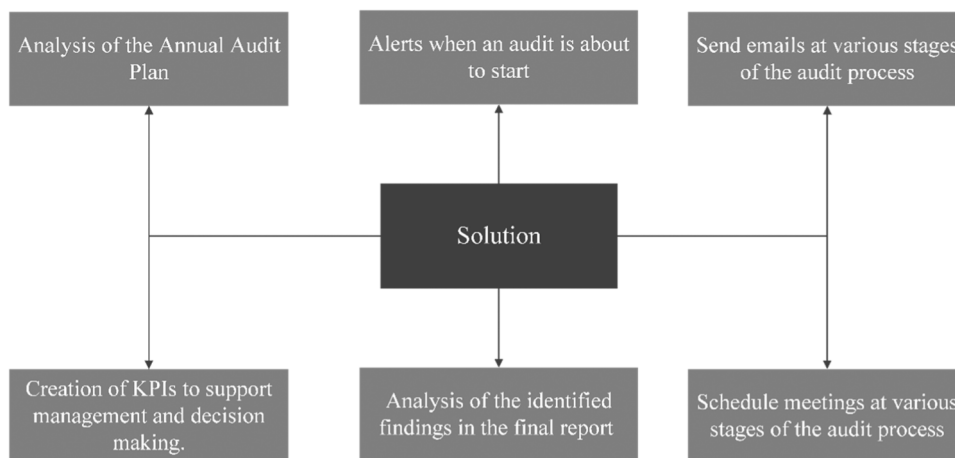 Analysis of the Annual Audit
Plan
Alerts when an audit is about
to start
Send emails at various stages
of the audit process
Solution
Creation of KPIs to support
management and decision
making.
Analysis of the identified
findings in the final report
Schedule meetings at various
stages of the audit process